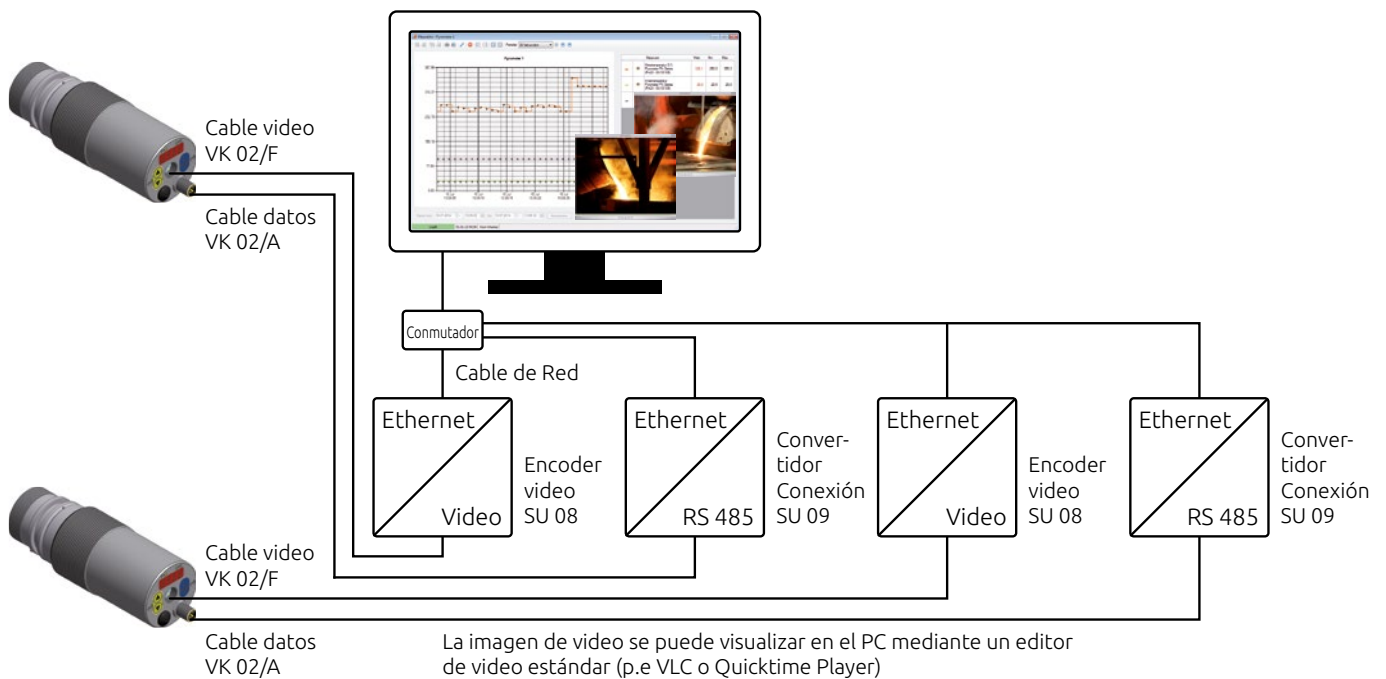 Cable video
VK 02/F
Cable datos
VK 02/A
Pyrometer 1
Conmutador
Cable de Red
Ethernet
Video
Encoder
video
SU 08
Ethernet
RS 485
Conver-
tidor
Conexión
SU 09
Ethernet
Video
Encoder
video
SU 08
Ethernet
RS 485
Conver-
tidor
Conexión
SU 09
Cable video
VK 02/F
Cable datos
VK 02/A
La imagen de video se puede visualizar en el PC mediante un editor
de video estándar (p.e VLC o Quicktime Player)